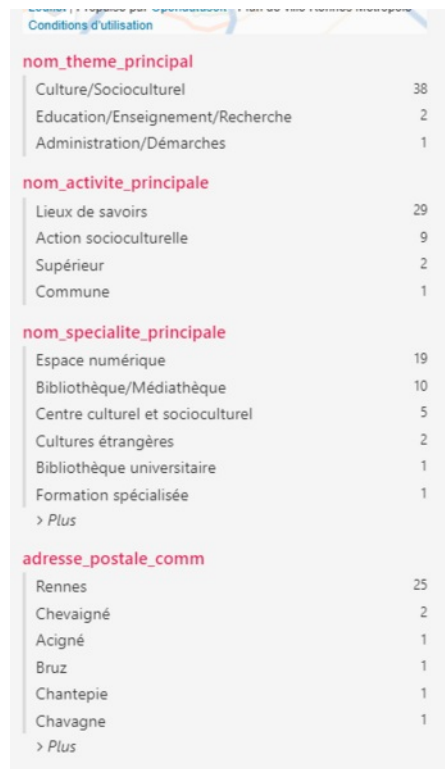 Conditions d'utilisation
nom_theme_principal
Culture/Socioculturel 38
Education/Enseignement/Recherche 2
Administration/Démarches 1
nom_activite_principale
Lieux de savoirs 29
Action socioculturelle 9
Supérieur 2
Commune 1
nom_specialite_principale
Espace numérique 19
Bibliothèque/Médiathèque 10
Centre culturel et socioculturel 5
Cultures étrangères 2
Bibliothèque universitaire 1
Formation spécialisée 1
> Plus
adresse_postale_comm
Rennes 25
Chevaigné 2
Acigné 1
Bruz 1
Chantepie 1
Chavagne 1
> Plus